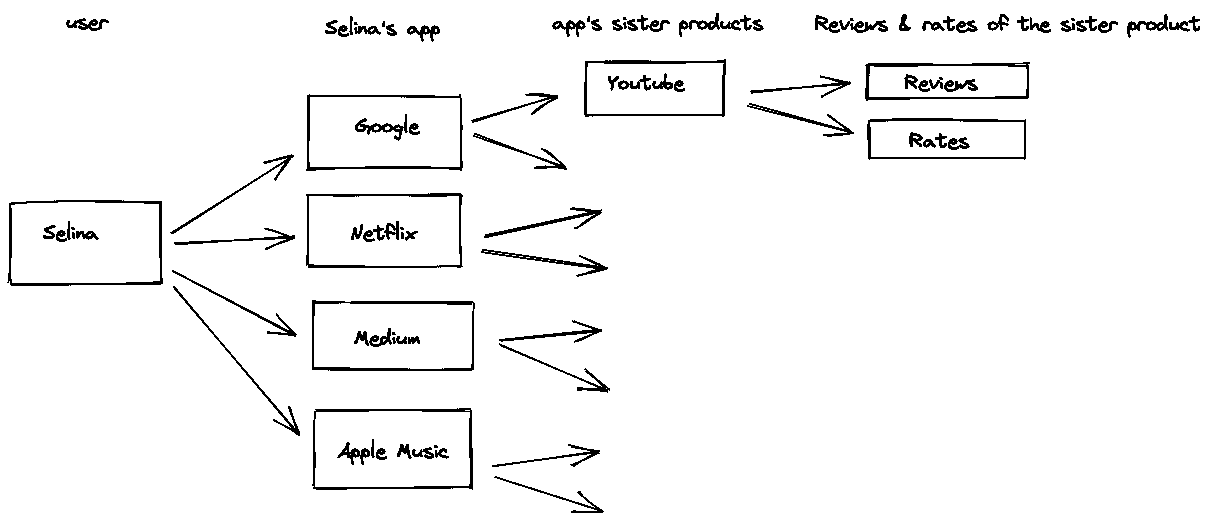 user
Selina's app
app's sister products
Reviews & rates of the sister product
Youtube
Reviews
Rates
Google
Selina
Netflix
Medium
Apple Music